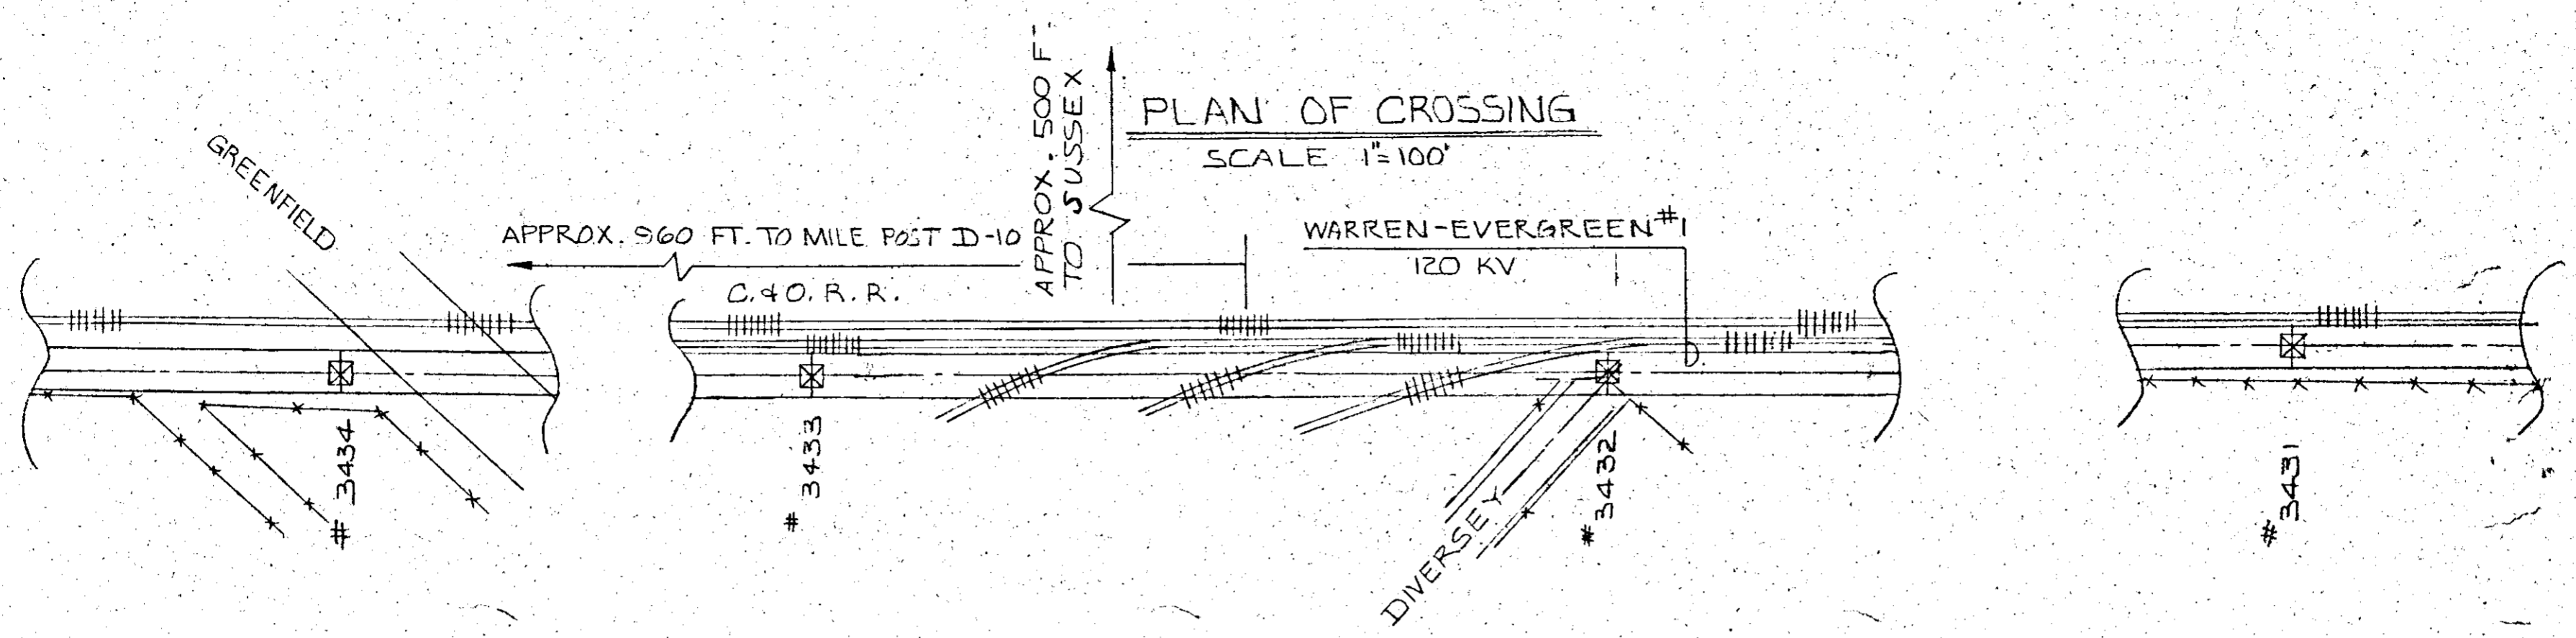 PLAN OF CROSSING
SCALE 1"=100'
APPROX. 500 FT
TO SUSSEX
GREENFIELD
APPROX. 960 FT. TO MILE POST D-10
C.&O. R. R.
WARREN-EVERGREEN #1
120 KV
# 3434
# 3433
DIVERSEY
# 3432
# 3431